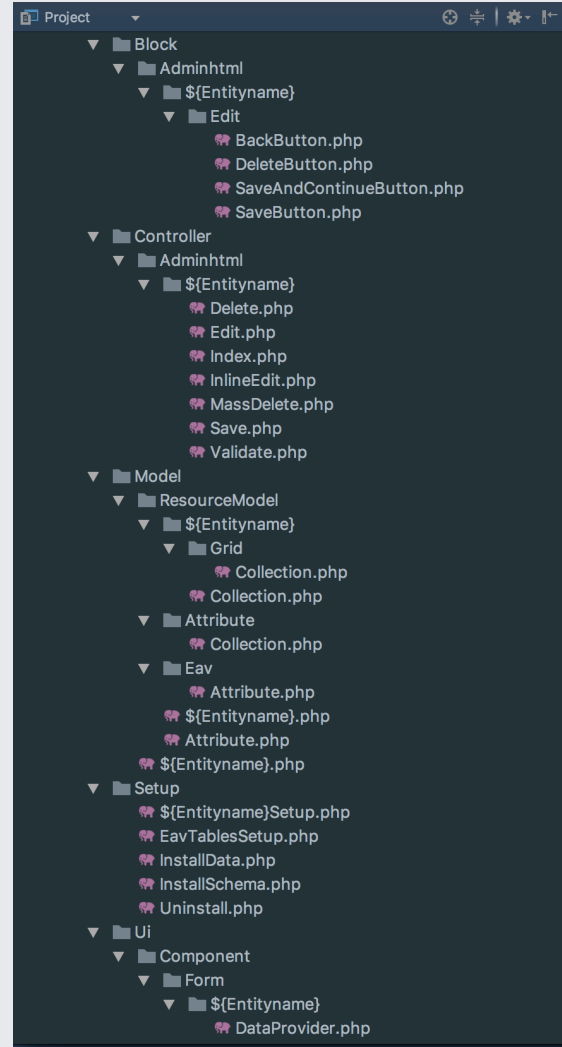 Project
Block
Adminhtml
${Entityname}
Edit
BackButton.php
DeleteButton.php
SaveAndContinueButton.php
SaveButton.php
Controller
Adminhtml
${Entityname}
Delete.php
Edit.php
Index.php
InlineEdit.php
MassDelete.php
Save.php
Validate.php
Model
ResourceModel
${Entityname}
Grid
Collection.php
Collection.php
Attribute
Collection.php
Eav
Attribute.php
${Entityname}.php
Attribute.php
${Entityname}.php
Setup
${Entityname}Setup.php
EavTablesSetup.php
InstallData.php
InstallSchema.php
Uninstall.php
Ui
Component
Form
${Entityname}
DataProvider.php